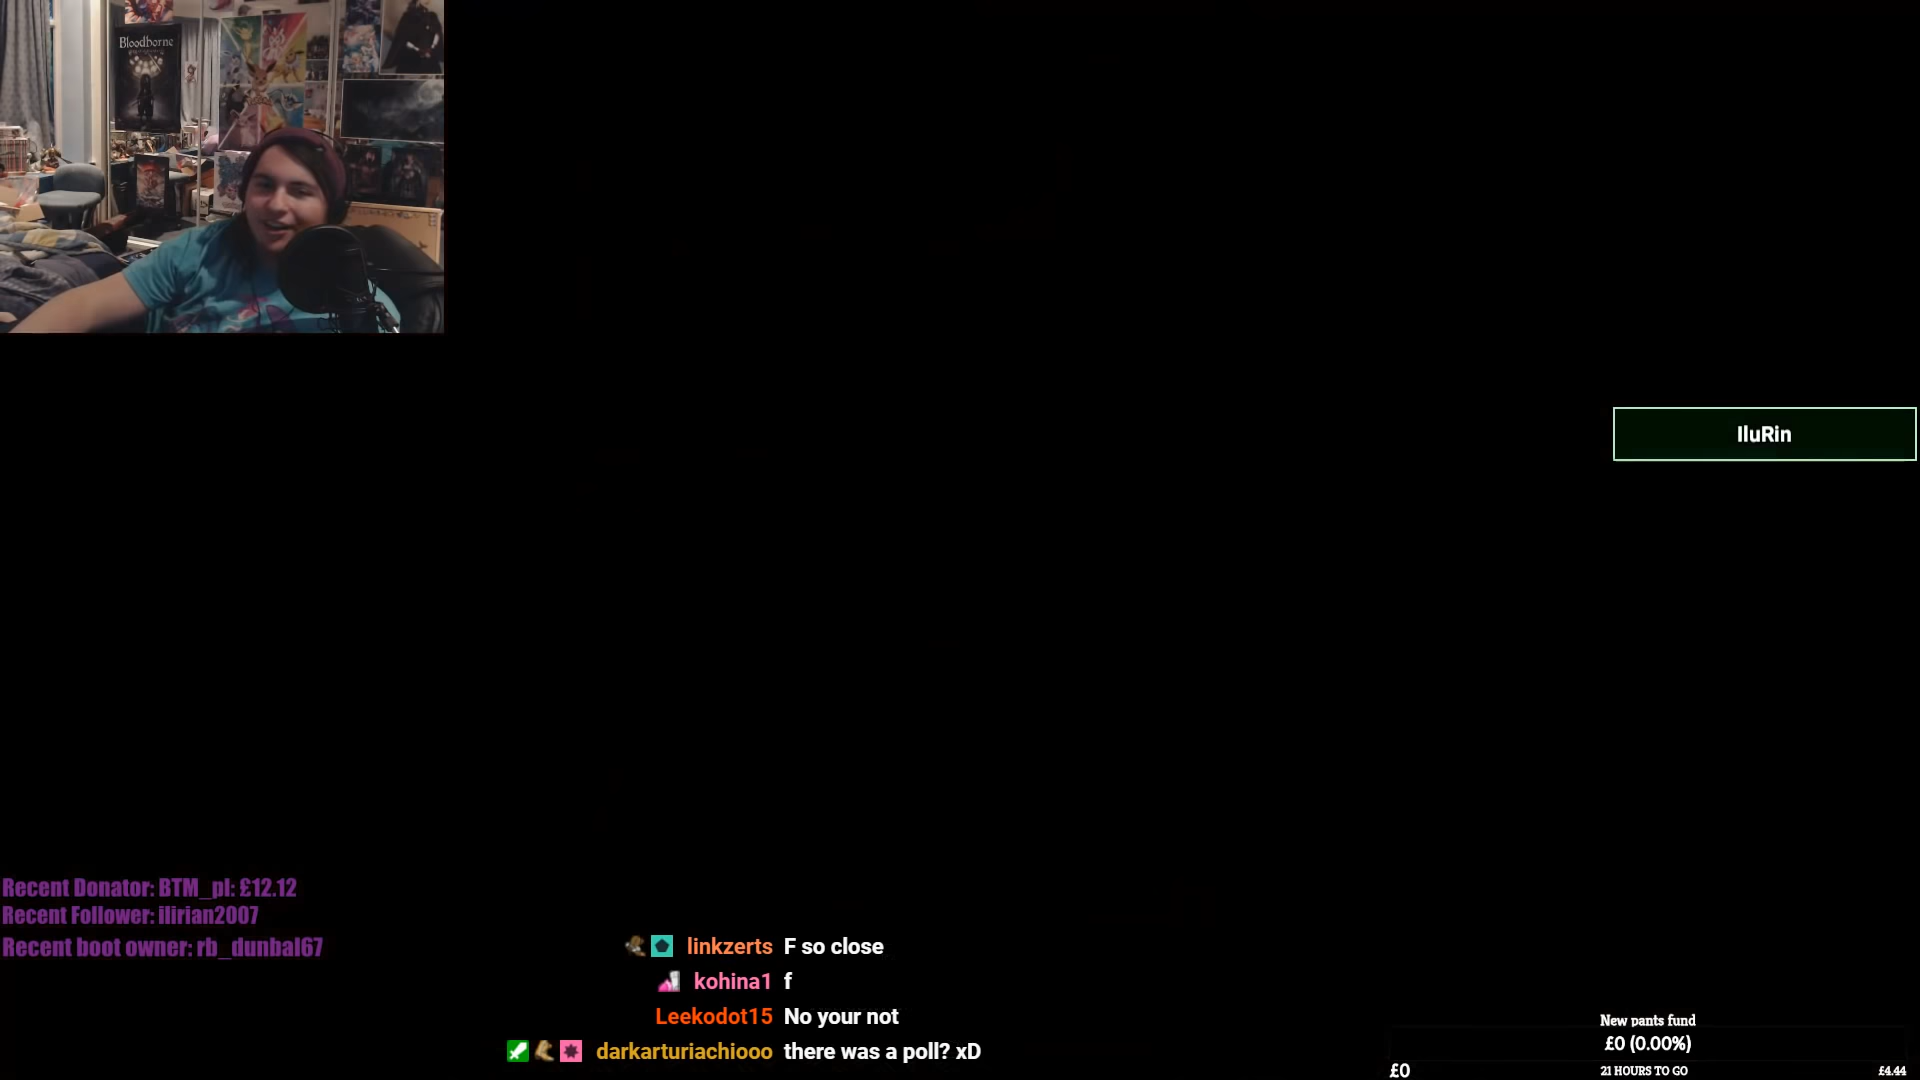 Bloodborne
IluRin
Recent Donator: BTM_pl: £12.12
Recent Follower: ilirian2007
Recent boot owner: rb_dunbal67
linkzerts F so close
kohina1 f
Leekodot15 No your not
darkarturiachiooo there was a poll? xD
New pants fund
£0 (0.00%)
£0 21 HOURS TO GO £4.44